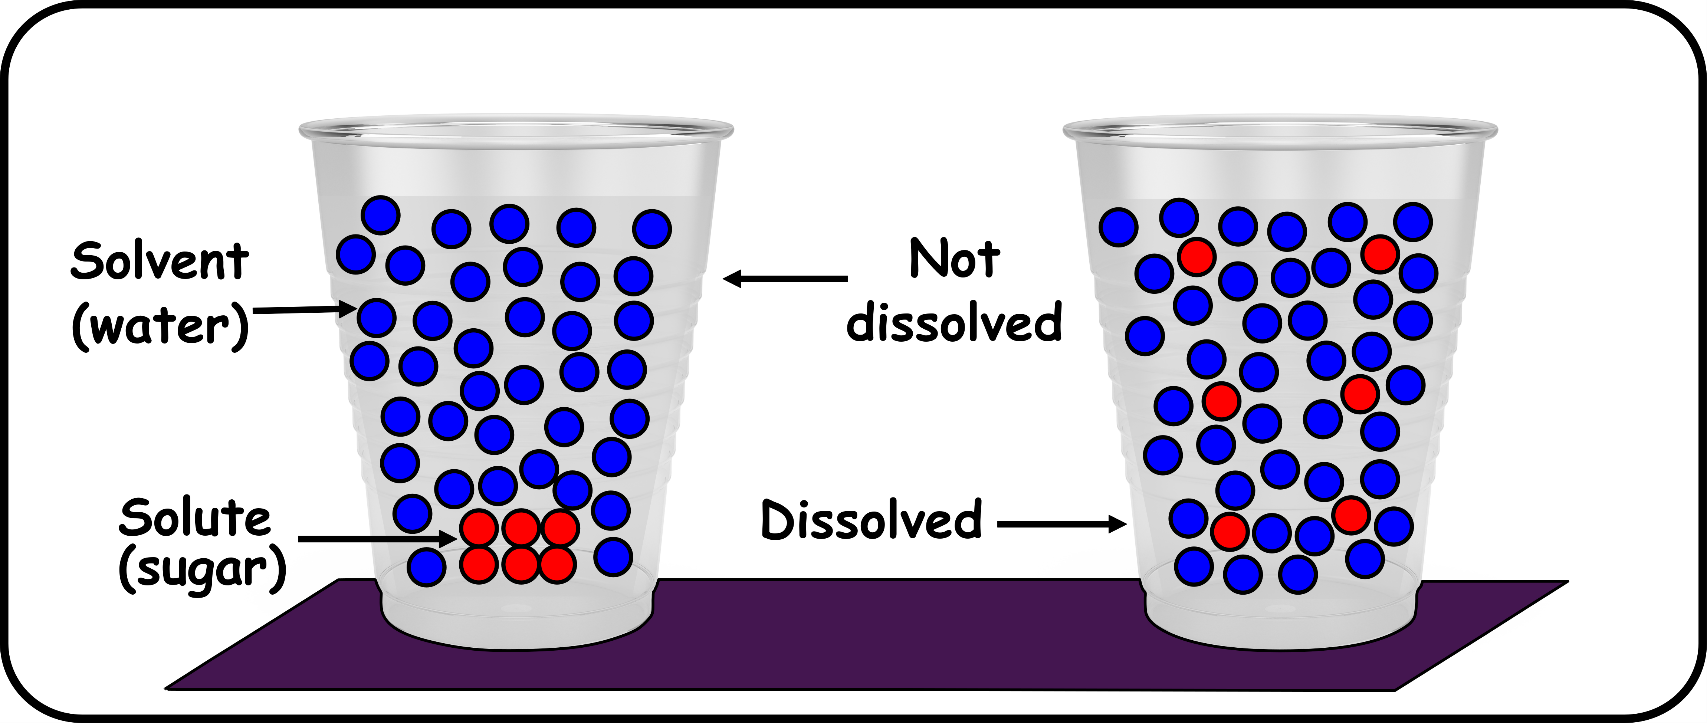 Solvent
(water)
Not
dissolved
Solute
(sugar)
Dissolved